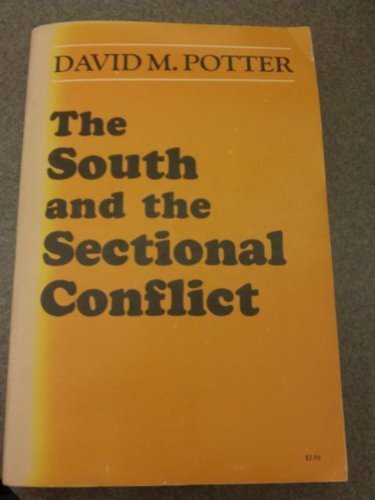 DAVID M. POTTER
The
South
and the
Sectional
Conflict
$2.95